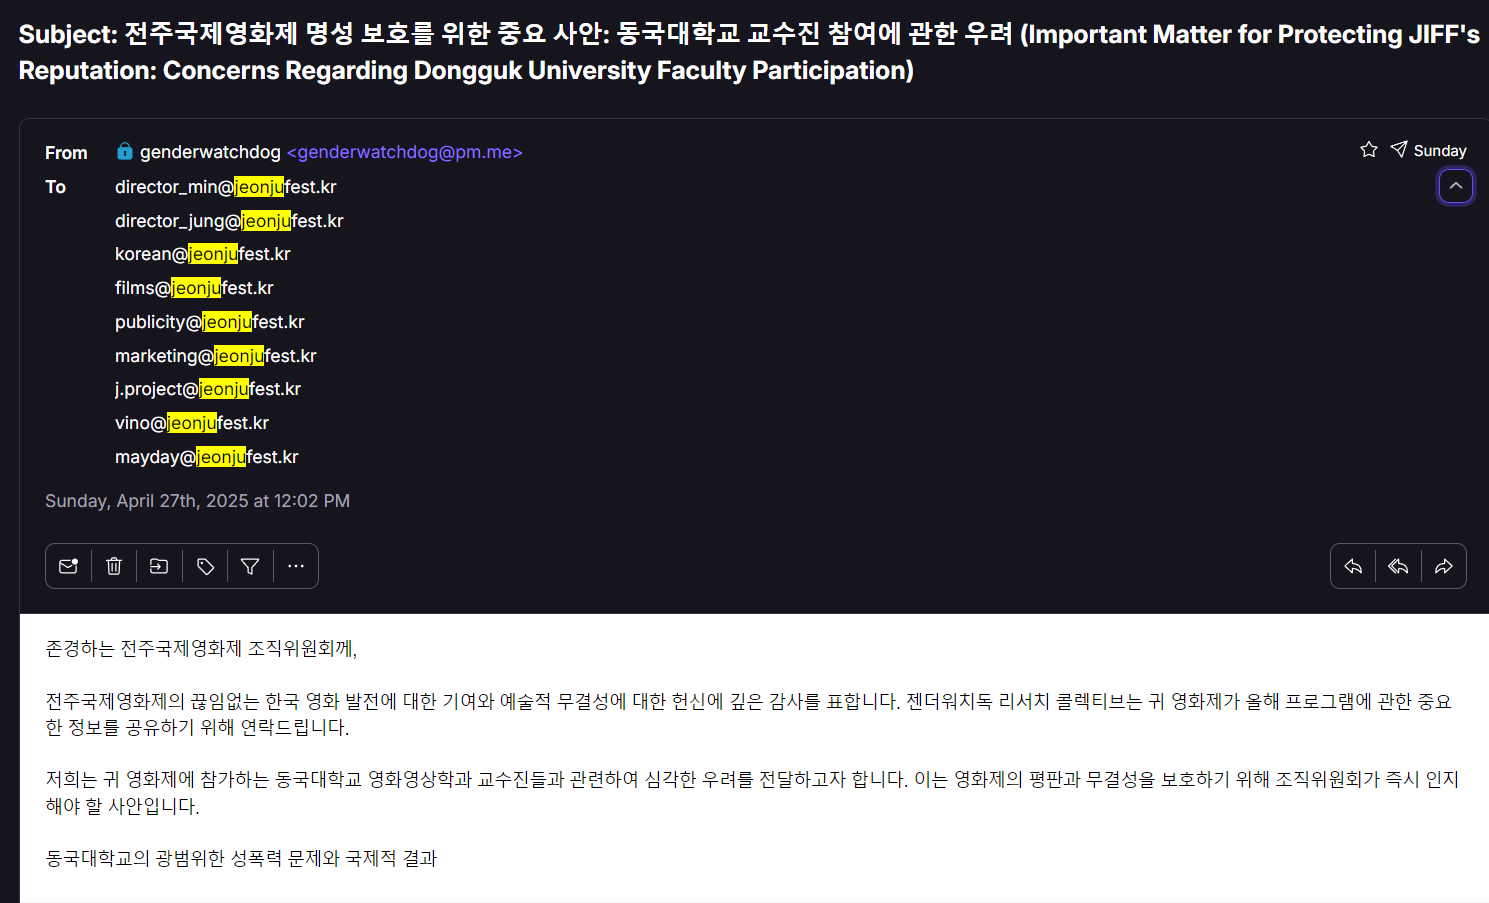 Subject: 전주국제영화제 명성 보호를 위한 중요 사안: 동국대학교 교수진 참여에 관한 우려 (Important Matter for Protecting JIFF's
Reputation: Concerns Regarding Dongguk University Faculty Participation)
From genderwatchdog <genderwatchdog@pm.me> Sunday
To director_min@jeonjufest.kr
director_jung@jeonjufest.kr
korean@jeonjufest.kr
films@jeonjufest.kr
publicity@jeonjufest.kr
marketing@jeonjufest.kr
j.project@jeonjufest.kr
vino@jeonjufest.kr
mayday@jeonjufest.kr
Sunday, April 27th, 2025 at 12:02 PM
존경하는 전주국제영화제 조직위원회께,
전주국제영화제의 끊임없는 한국 영화 발전에 대한 기여와 예술적 무결성에 대한 헌신에 깊은 감사를 표합니다. 젠더워치독 리서치 콜렉티브는 귀 영화제가 올해 프로그램에 관한 중요
한 정보를 공유하기 위해 연락드립니다.
저희는 귀 영화제에 참가하는 동국대학교 영화영상학과 교수진들과 관련하여 심각한 우려를 전달하고자 합니다. 이는 영화제의 평판과 무결성을 보호하기 위해 조직위원회가 즉시 인지
해야 할 사안입니다.
동국대학교의 광범위한 성폭력 문제와 국제적 결과